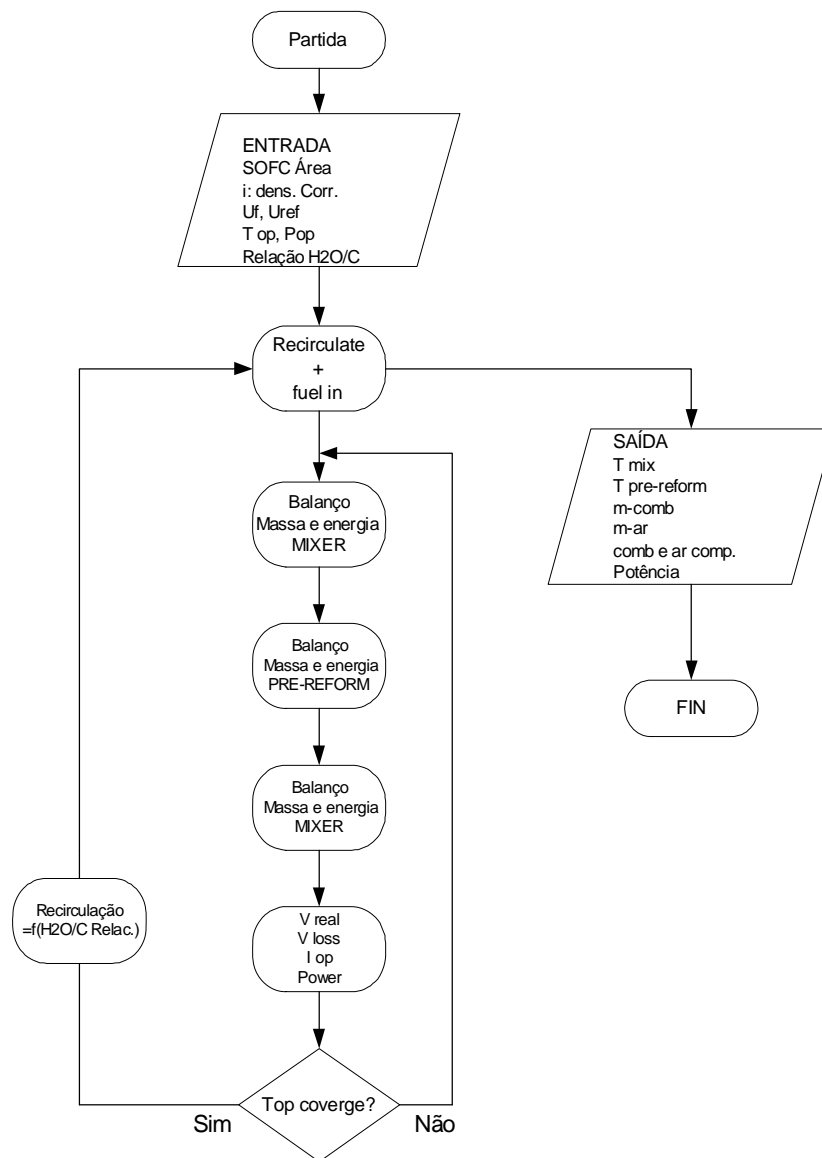 Partida
ENTRADA
SOFC Área
i: dens. Corr.
Uf, Uref
T op, Pop
Relação H2O/C
Recirculate
+
fuel in
SAÍDA
T mix
T pre-reform
m-comb
m-ar
comb e ar comp.
Potência
FIN
Balanço
Massa e energia
MIXER
Balanço
Massa e energia
PRE-REFORM
Balanço
Massa e energia
MIXER
Recirculação
=f(H2O/C Relac.)
V real
V loss
I op
Power
Top coverge?
Sim
Não